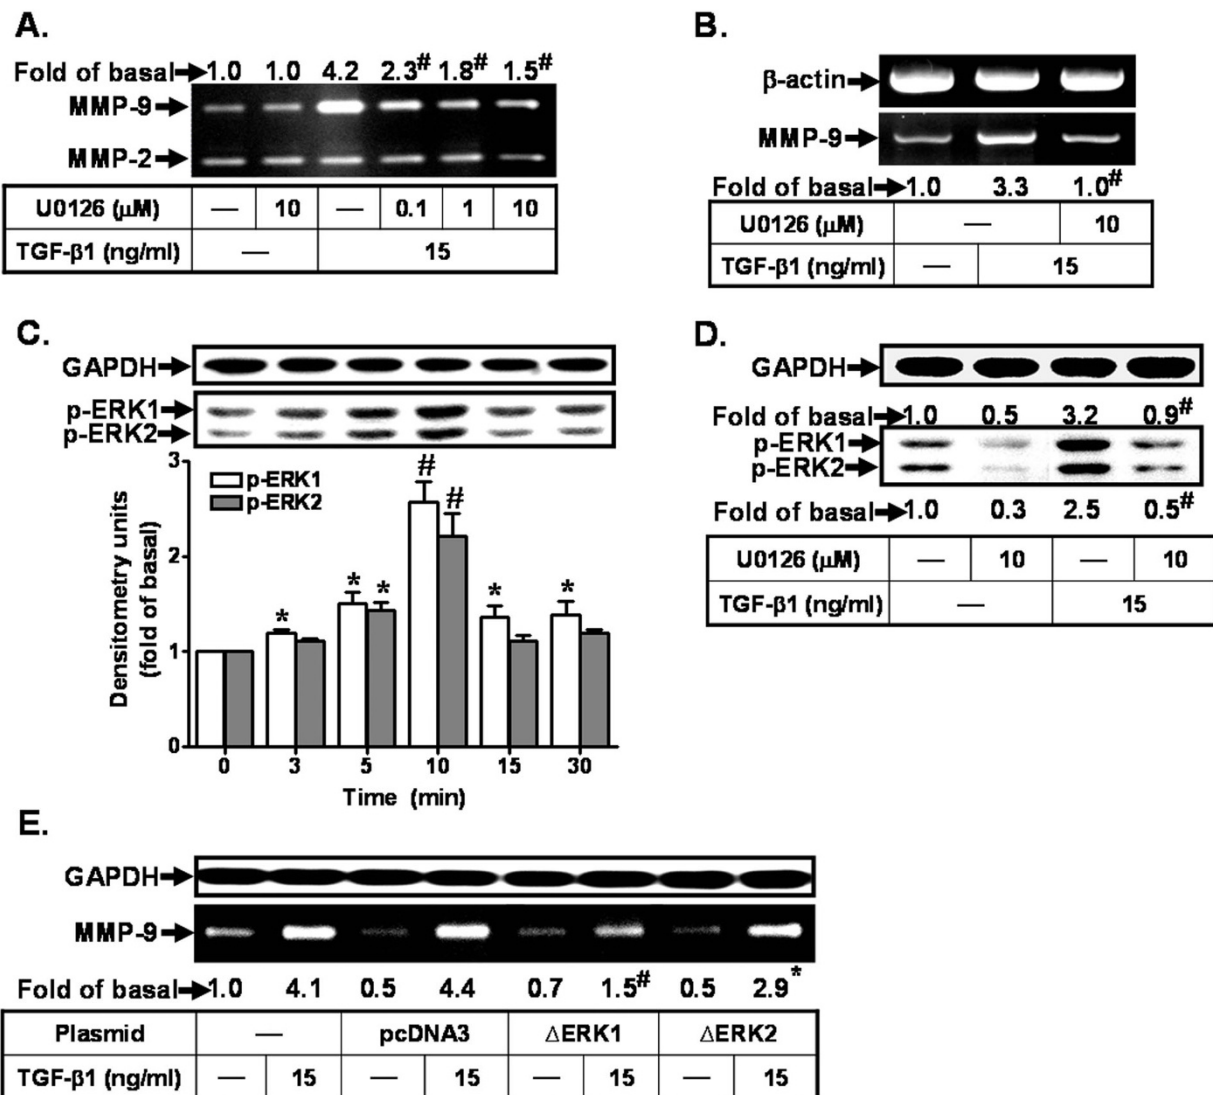 A.
Fold of basal 1.0 1.0 4.2 2.3# 1.8# 1.5#
MMP-9
MMP-2
U0126 (μM) — 10 — 0.1 1 10
TGF-β1 (ng/ml) — 15
B.
β-actin
MMP-9
Fold of basal 1.0 3.3 1.0#
U0126 (μM) — 10
TGF-β1 (ng/ml) — 15
C.
GAPDH
p-ERK1
p-ERK2
3
2
1
0
Densitometry units
(fold of basal)
p-ERK1
p-ERK2
* * * # # * *
0 3 5 10 15 30
Time (min)
D.
GAPDH
Fold of basal 1.0 0.5 3.2 0.9#
p-ERK1
p-ERK2
Fold of basal 1.0 0.3 2.5 0.5#
U0126 (μM) — 10 — 10
TGF-β1 (ng/ml) — 15
E.
GAPDH
MMP-9
Fold of basal 1.0 4.1 0.5 4.4 0.7 1.5# 0.5 2.9*
Plasmid — pcDNA3 ΔERK1 ΔERK2
TGF-β1 (ng/ml) — 15 — 15 — 15 — 15